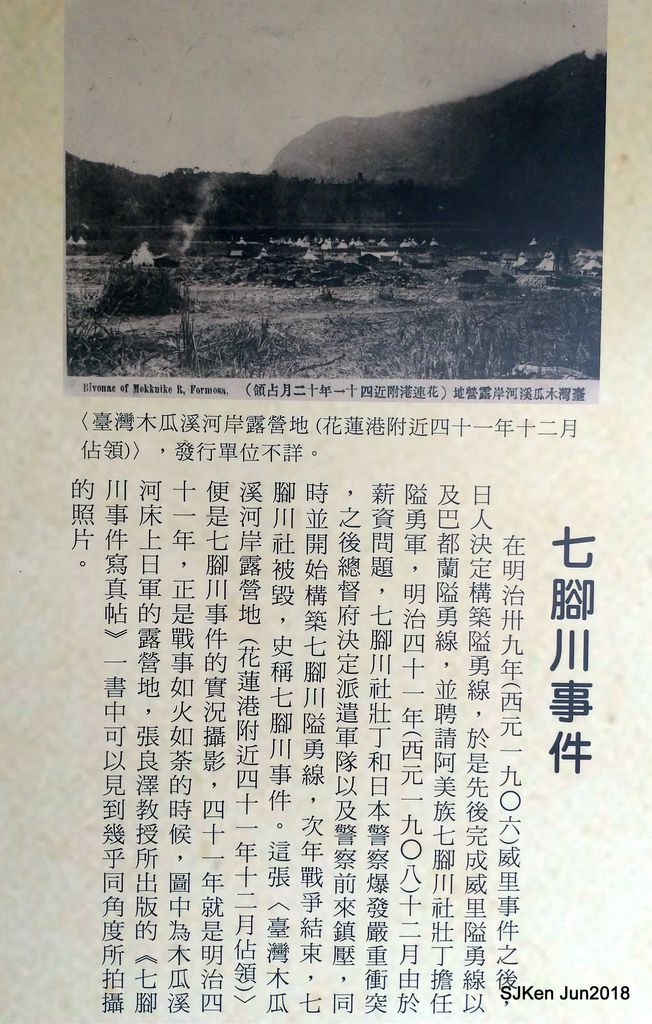 Bivouac of Mokkuike R, Formosa,
臺灣木瓜溪河岸露營地（花連港附近四十一年十二月占領）
〈臺灣木瓜溪河岸露營地(花蓮港附近四十一年十二月
佔領)〉，發行單位不詳。
七腳川事件
在明治卅九年(西元一九〇六)威里事件之後，
日人決定構築隘勇線，於是先後完成威里隘勇線以
及巴都蘭隘勇線，並聘請阿美族七腳川社壯丁擔任
隘勇軍，明治四十一年(西元一九〇八)十二月由於
薪資問題，七腳川社壯丁和日本警察爆發嚴重衝突
，之後總督府決定派遣軍隊以及警察前來鎮壓，同
時並開始構築七腳川隘勇線，次年戰爭結束，七
腳川社被毀，史稱七腳川事件。這張〈臺灣木瓜
溪河岸露營地(花蓮港附近四十一年十二月佔領)〉
便是七腳川事件的實況攝影，四十一年就是明治四
十一年，正是戰事如火如荼的時候，圖中為木瓜溪
河床上日軍的露營地，張良澤教授所出版的《七腳
川事件寫真帖》一書中可以見到幾乎同角度所拍攝
的照片。
SJKen Jun2018